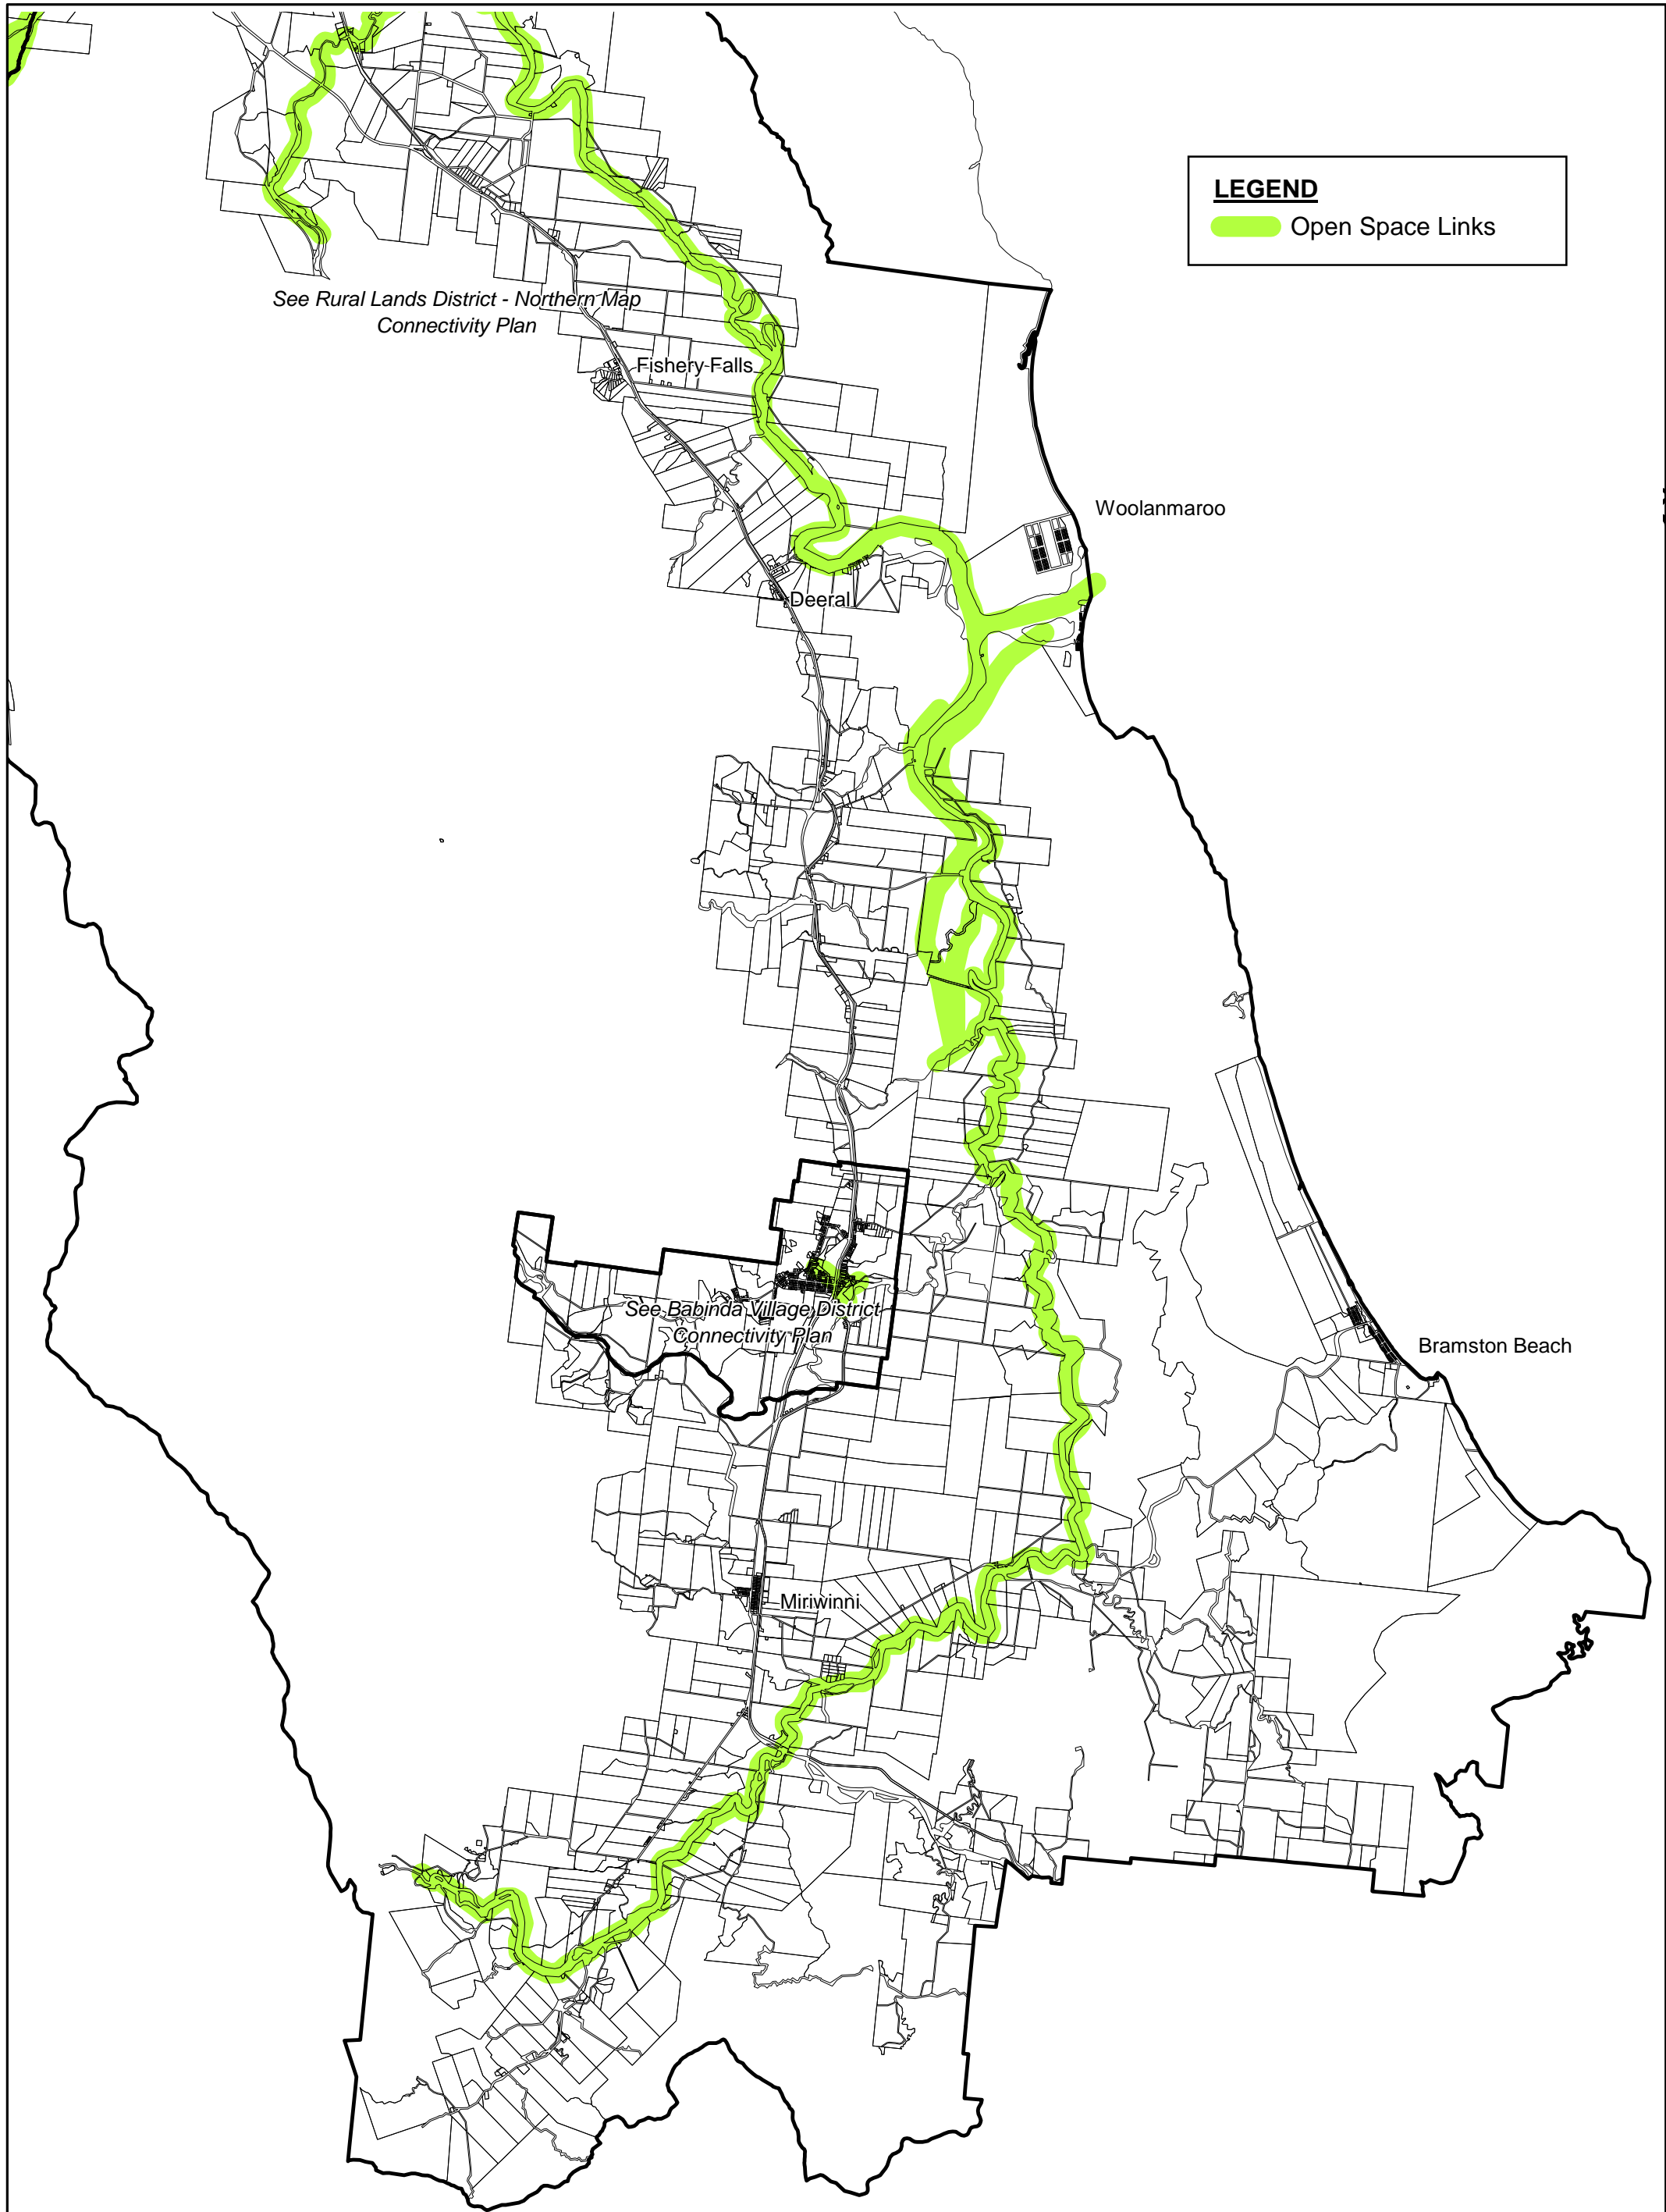 LEGEND
Open Space Links
See Rural Lands District - Northern Map
Connectivity Plan
Fishery Falls
Woolanmaroo
Deeral
See Babinda Village District
Connectivity Plan
Bramston Beach
Miriwinni